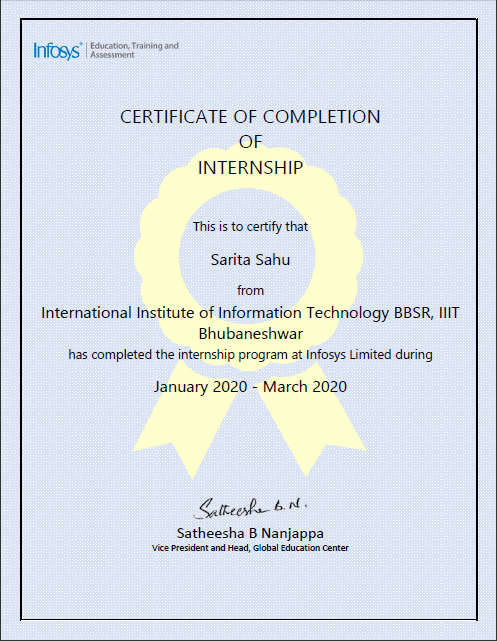 Infosys® | Education, Training and
Assessment
CERTIFICATE OF COMPLETION
OF
INTERNSHIP
This is to certify that
Sarita Sahu
from
International Institute of Information Technology BBSR, IIIT
Bhubaneshwar
has completed the internship program at Infosys Limited during
January 2020 - March 2020
Satheesha B.N.
Satheesha B Nanjappa
Vice President and Head, Global Education Center